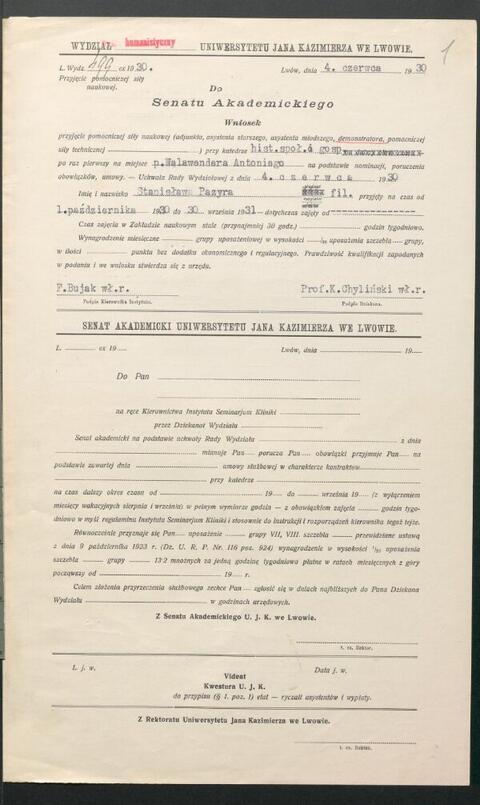 1
WYDZIAŁ humanistyczny UNIWERSYTETU JANA KAZIMIERZA WE LWOWIE.
L. Wydz. 499 ex 1930.
Lwów, dnia 4. czerwca 1930
Przyjęcie pomocniczej siły
naukowej.
Do
Senatu Akademickiego
Wniosek
przyjęcie pomocniczej siły naukowej (adjunkta, asystenta starszego, asystenta młodszego, demonstratora, pomocniczej
siły technicznej) przy katedrze hist.społ.i gosp
po raz pierwszy na miejsce p.Walawendera Antoniego na podstawie nominacji, poruczenia
obowiązków, umowy. — Uchwała Rady Wydziałowej z dnia 4. czerwca 1930
Imię i nazwisko Stanisława Pazyra fil. przyjęty na czas od
1.października 1930 do 30 września 1931 — dotychczas zajęty od
Czas zajęcia w Zakładzie naukowym stale (przynajmniej 30 godz.) godzin tygodniowo.
Wynagrodzenie miesięczne grupy uposażeniowej w wysokości uposażenia szczebla grupy,
w ilości punktu bez dodatku ekonomicznego i regulacyjnego. Prawdziwość kwalifikacji zapodanych
w podaniu i we wniosku stwierdza się z urzędu.
F.Bujak wł.r. Prof.K.Chyliński wł.r.
Podpis Kierownika Instytutu. Podpis Dziekana.
SENAT AKADEMICKI UNIWERSYTETU JANA KAZIMIERZA WE LWOWIE.
L. ex 19 Lwów, dnia 19
Do Pan
na ręce Kierownictwa Instytutu Seminarjum Kliniki
przez Dziekanat Wydziału
Senat akademicki na podstawie uchwały Rady Wydziału z dnia
mianuje Pan porucza Pan obowiązki przyjmuje Pan na
podstawie zawartej dnia umowy służbowej w charakterze kontraktow
przy katedrze
na czas dalszy okres czasu od 19 do września 19 (z wyłączeniem
miesięcy wakacyjnych sierpnia i września) w pełnym wymiarze godzin — z obowiązkiem zajęcia godzin tygo-
dniowo w myśl regulaminu Instytutu Seminarjum Kliniki i stosownie do instrukcji i rozporządzeń kierownika tegoż tejże.
Równocześnie przyznaje się Pan uposażenie grupy VII, VIII. szczebla przewidziane ustawą
z dnia 9 października 1923 r. (Dz. U. R. P. Nr. 116 poz. 924) wynagrodzenie w wysokości uposażenia
szczebla grupy 13·2 mnożnas za jedną godzinę tygodniową płatne w ratach miesięcznych z góry
począwszy od 19 r.
Celem złożenia przyrzeczenia służbowego zechce Pan zgłosić się w dniach najbliższych do Pana Dziekana
Wydziału w godzinach urzędowych.
Z Senatu Akademickiego U. J. K. we Lwowie.
t. cz. Rektor.
L. j. w. Data j. w.
Videat
Kwestura U. J. K.
do przypisu (§ 1. poz. 1) etat — ryczałt asystentów i wypłaty.
Z Rektoratu Uniwersytetu Jana Kazimierza we Lwowie.
t. cz. Rektor.